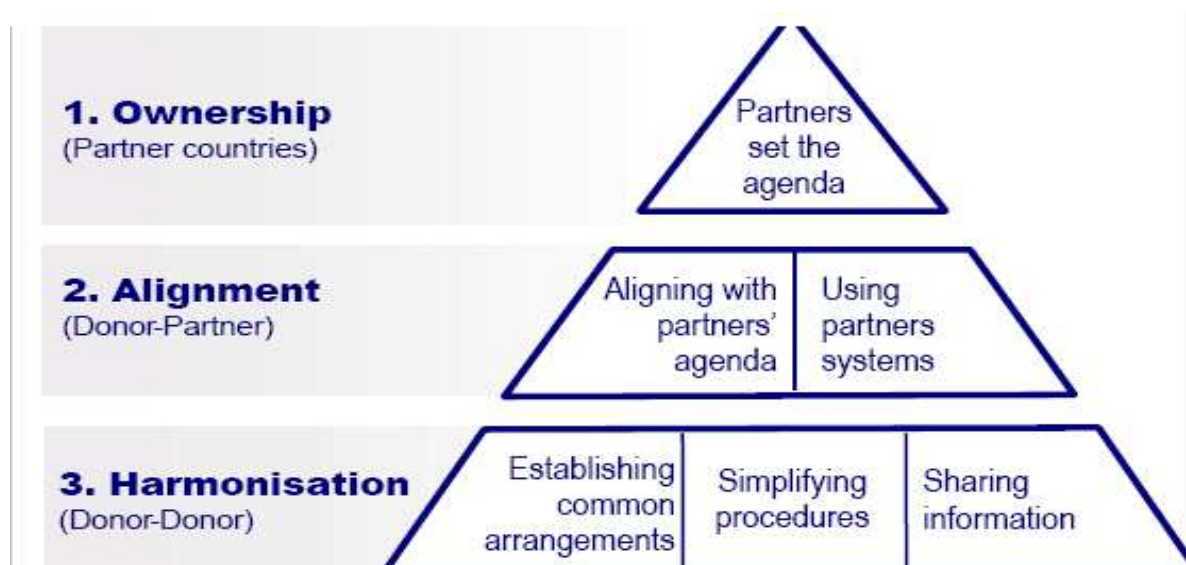 1. Ownership
(Partner countries)
Partners
set the
agenda
2. Alignment
(Donor-Partner)
Aligning with
partners’
agenda
Using
partners
systems
3. Harmonisation
(Donor-Donor)
Establishing
common
arrangements
Simplifying
procedures
Sharing
information